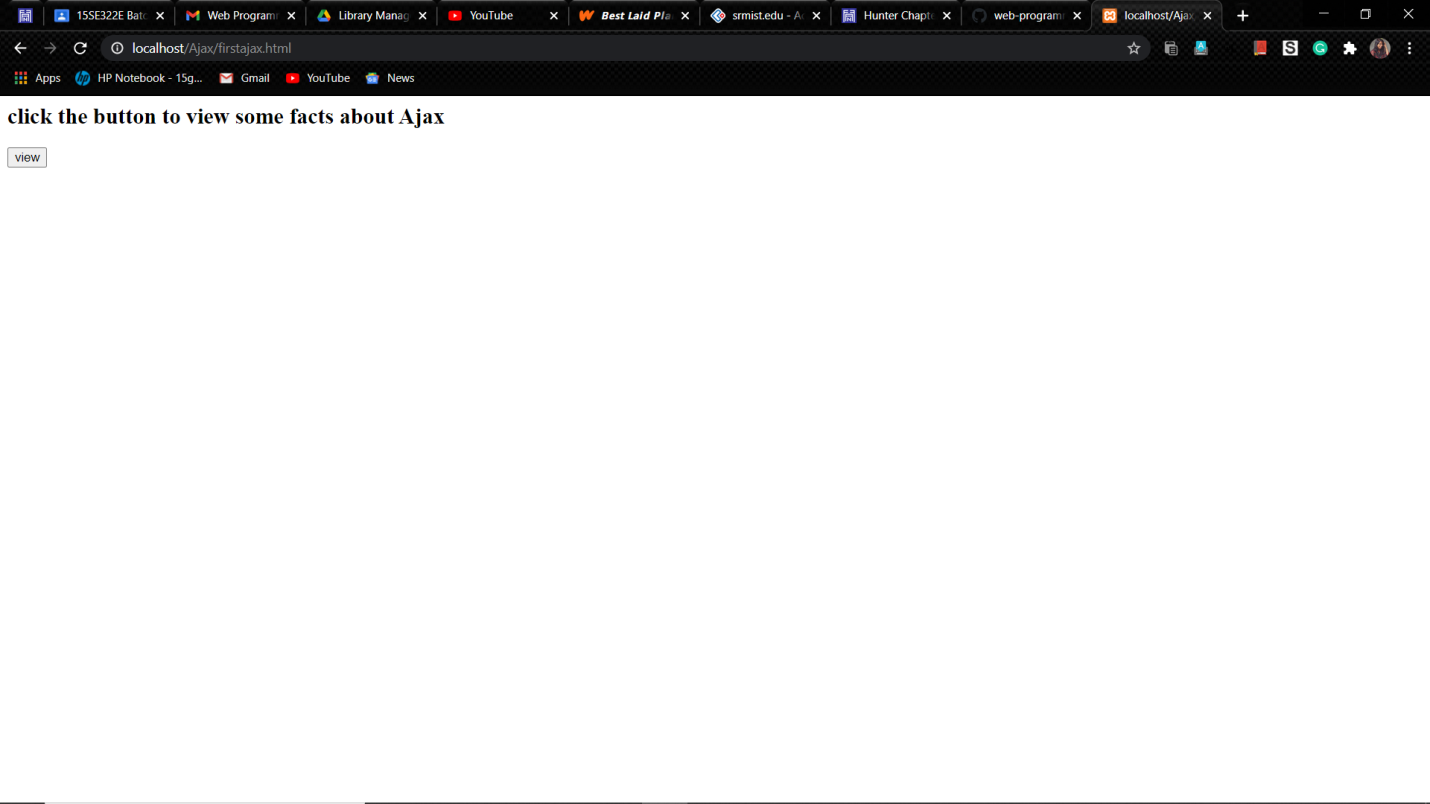 15SE322E Batc
Web Programm
Library Manag
YouTube
Best Laid Pla
srmist.edu - A
Hunter Chapte
web-programm
localhost/Ajax
localhost/Ajax/firstajax.html
Apps
HP Notebook - 15g...
Gmail
YouTube
News
click the button to view some facts about Ajax
view